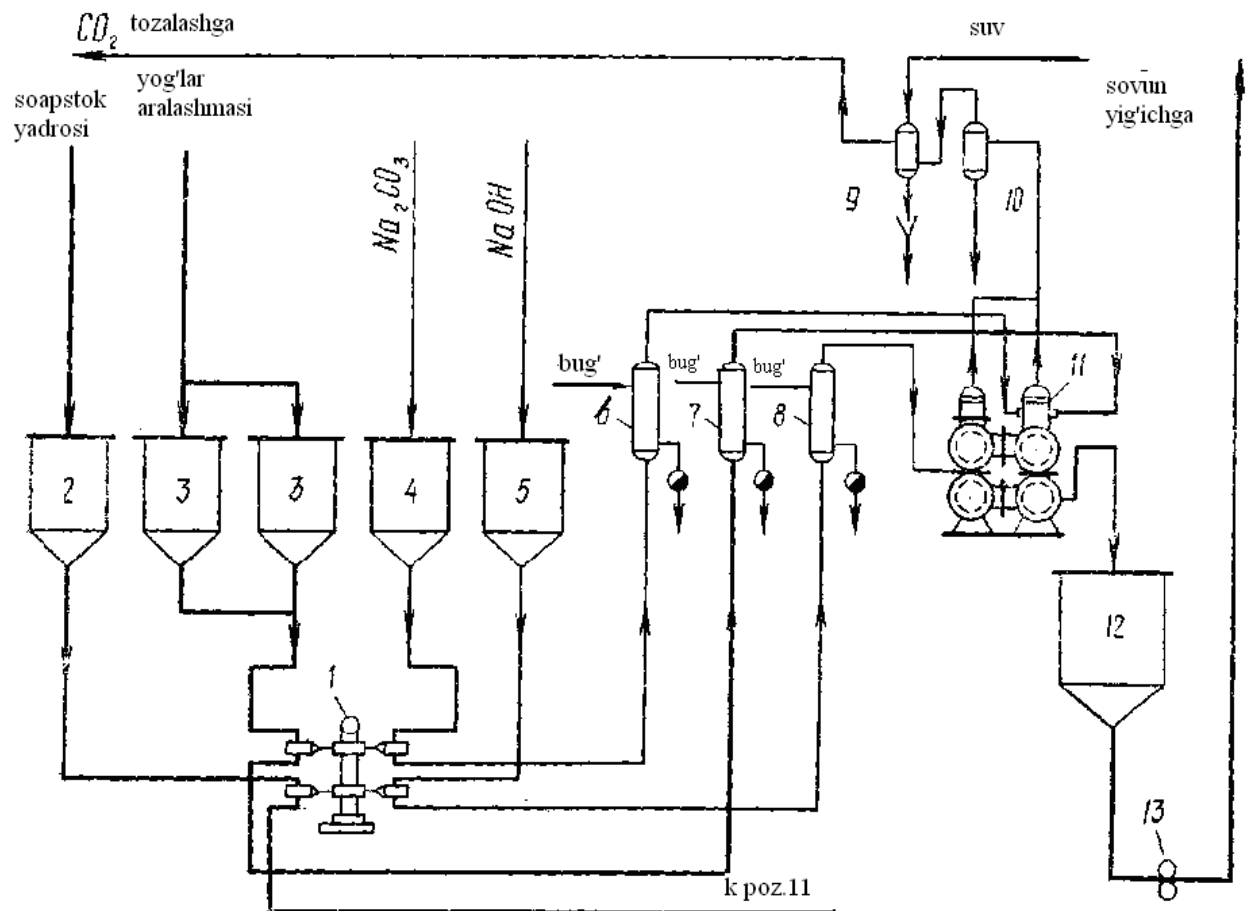 CO2 tozalashga
suv
yog'lar
aralashmasi
soapstok
yadrosi
sovun
yig'ichga
Na2CO3
NaOH
9
10
bug'
bug'
bug'
11
6
7
8
2
3
3
4
5
12
1
13
k poz.11